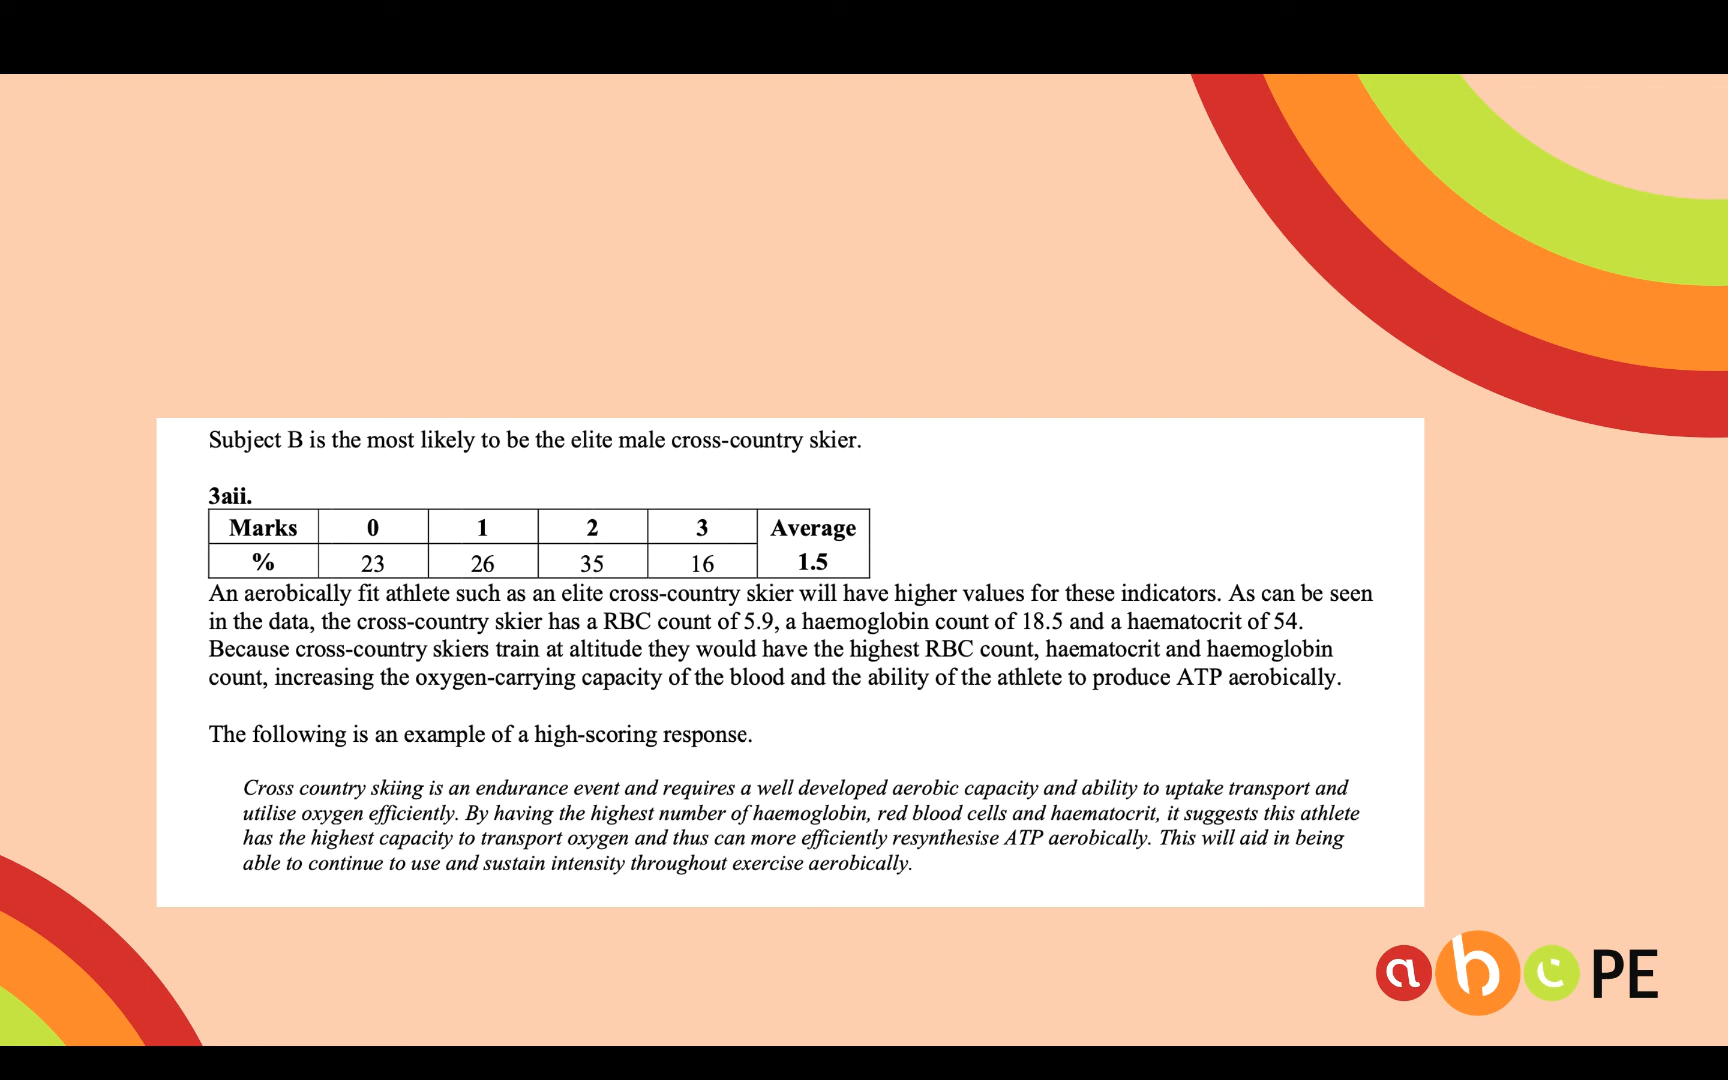 Subject B is the most likely to be the elite male cross-country skier.
3aii.
Marks 0 1 2 3 Average
% 23 26 35 16 1.5
An aerobically fit athlete such as an elite cross-country skier will have higher values for these indicators. As can be seen
in the data, the cross-country skier has a RBC count of 5.9, a haemoglobin count of 18.5 and a haematocrit of 54.
Because cross-country skiers train at altitude they would have the highest RBC count, haematocrit and haemoglobin
count, increasing the oxygen-carrying capacity of the blood and the ability of the athlete to produce ATP aerobically.
The following is an example of a high-scoring response.
Cross country skiing is an endurance event and requires a well developed aerobic capacity and ability to uptake transport and
utilise oxygen efficiently. By having the highest number of haemoglobin, red blood cells and haematocrit, it suggests this athlete
has the highest capacity to transport oxygen and thus can more efficiently resynthesise ATP aerobically. This will aid in being
able to continue to use and sustain intensity throughout exercise aerobically.
abc PE